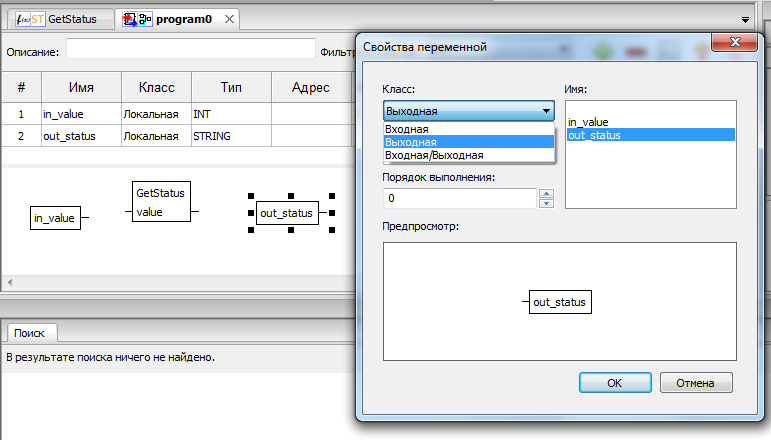 GetStatus
program0
Описание:
Фильтр
# Имя Класс Тип Адрес
1 in_value Локальная INT
2 out_status Локальная STRING
in_value
GetStatus
value
out_status
Поиск
В результате поиска ничего не найдено.
Свойства переменной
Класс:
Выходная
Входная
Выходная
Входная/Выходная
Порядок выполнения:
0
Имя:
in_value
out_status
Предпросмотр:
out_status
OK
Отмена